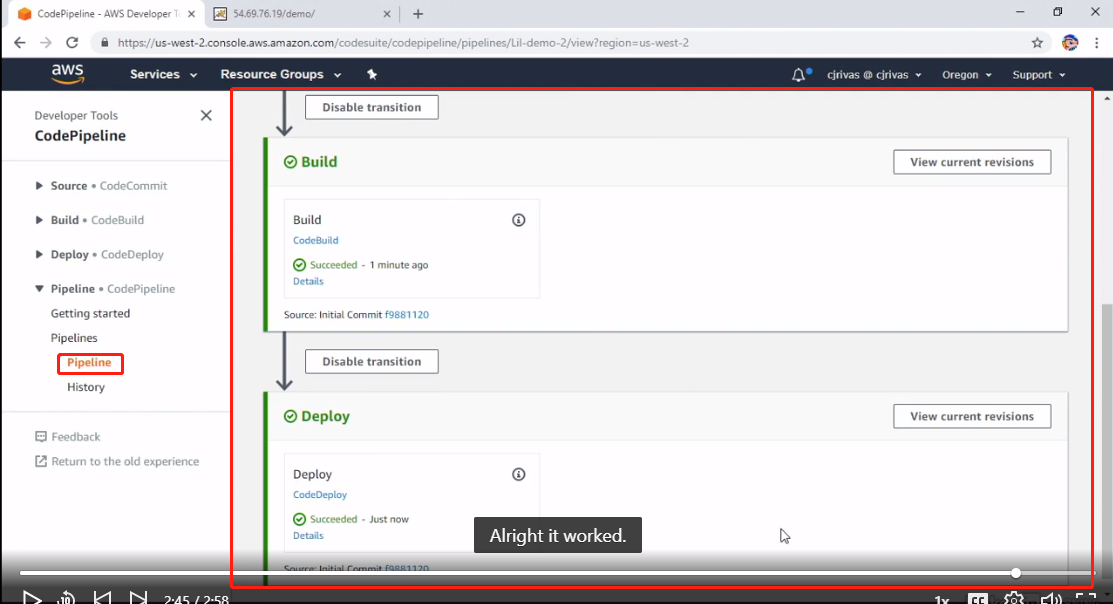 CodePipeline - AWS Developer To
54.69.76.19/demo/
https://us-west-2.console.aws.amazon.com/codesuite/codepipeline/pipelines/Lil-demo-2/view?region=us-west-2
aws
Services
Resource Groups
cjrivas @ cjrivas
Oregon
Support
Developer Tools
CodePipeline
Source • CodeCommit
Build • CodeBuild
Deploy • CodeDeploy
Pipeline • CodePipeline
Getting started
Pipelines
Pipeline
History
Feedback
Return to the old experience
Disable transition
Build
View current revisions
Build
CodeBuild
Succeeded - 1 minute ago
Details
Source: Initial Commit f9881120
Disable transition
Deploy
View current revisions
Deploy
CodeDeploy
Succeeded - Just now
Details
Alright it worked.
Source: Initial Commit f9881120
10
2:45 / 2:58
1x
CC